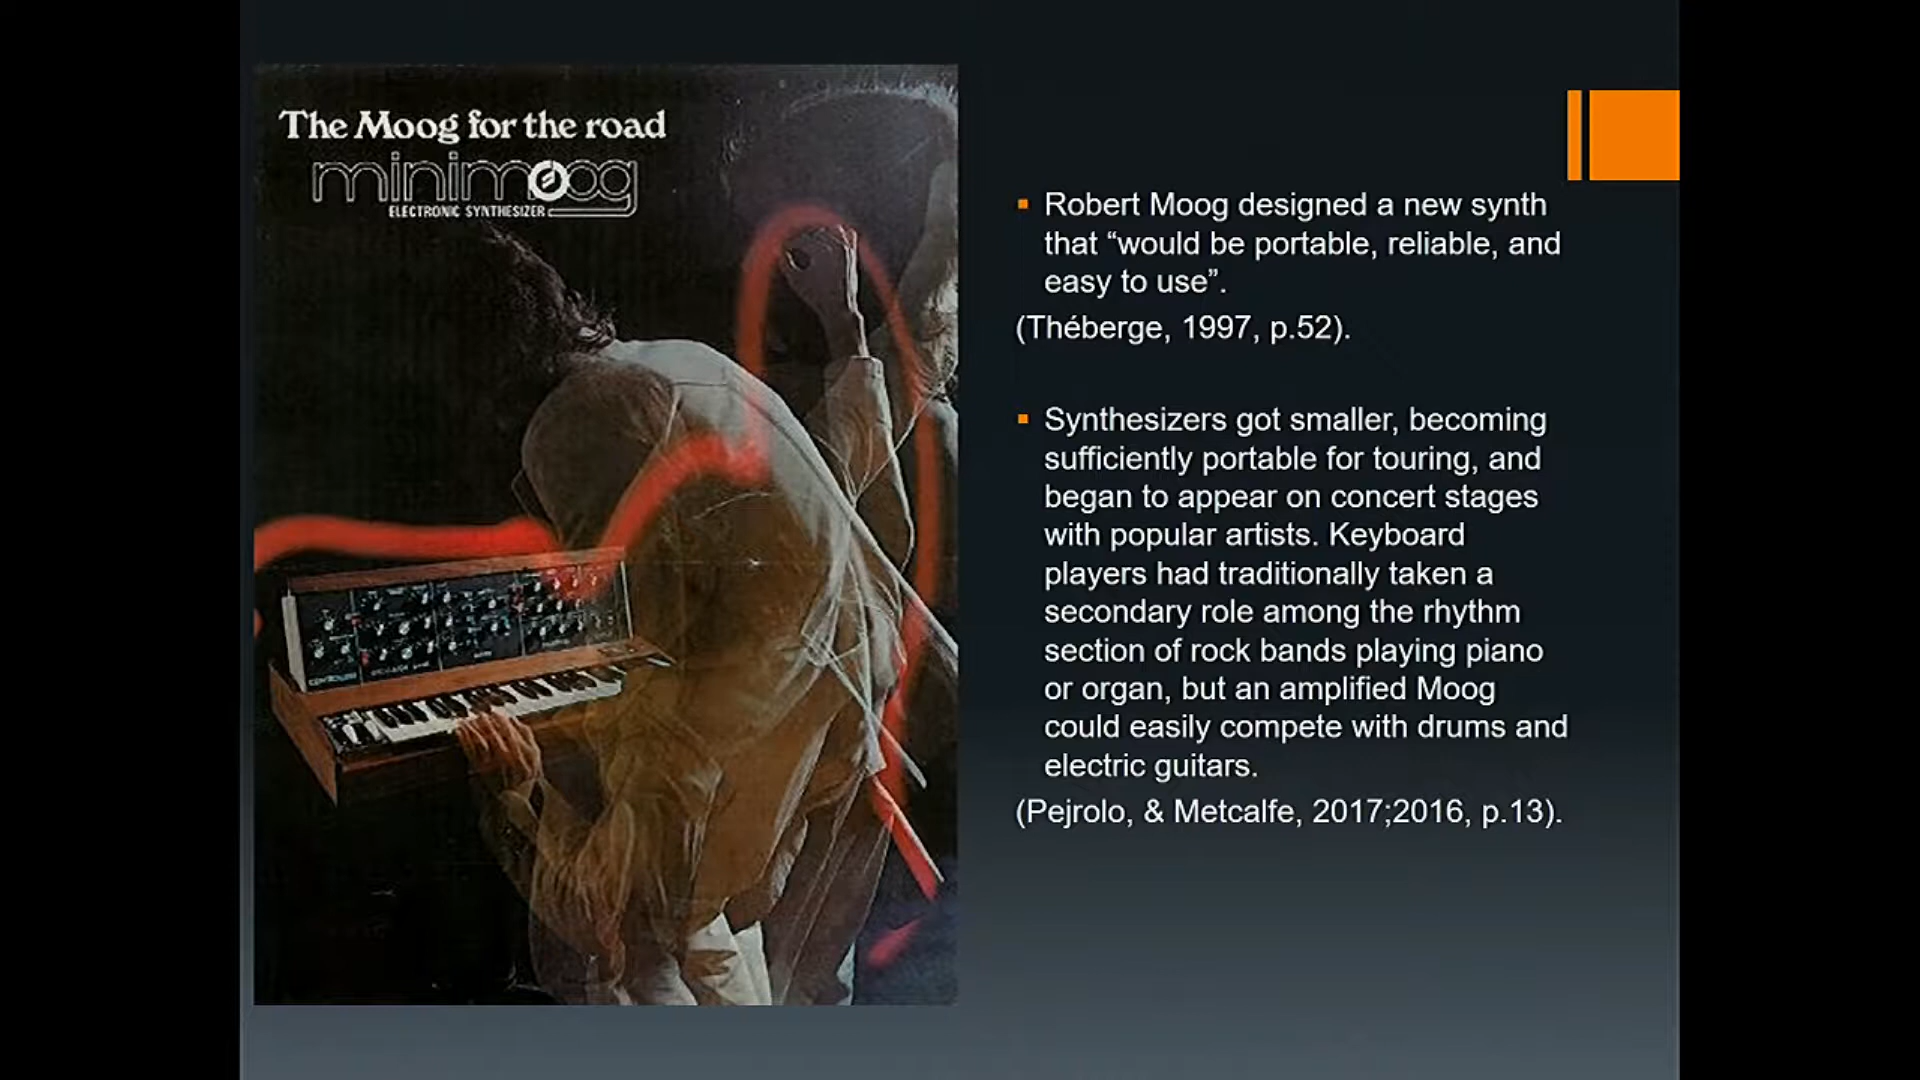 The Moog for the road
minimoog
ELECTRONIC SYNTHESIZER
Robert Moog designed a new synth
that “would be portable, reliable, and
easy to use”.
(Théberge, 1997, p.52).
Synthesizers got smaller, becoming
sufficiently portable for touring, and
began to appear on concert stages
with popular artists. Keyboard
players had traditionally taken a
secondary role among the rhythm
section of rock bands playing piano
or organ, but an amplified Moog
could easily compete with drums and
electric guitars.
(Pejrolo, & Metcalfe, 2017;2016, p.13).